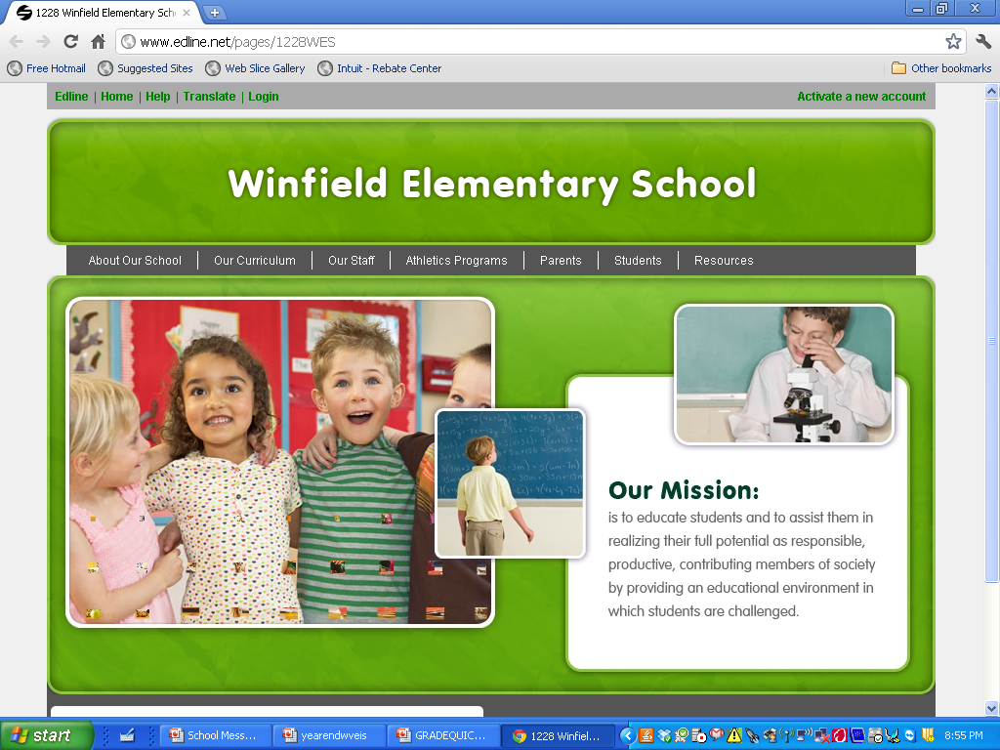 1228 Winfield Elementary Sch
www.edline.net/pages/1228WES
Free Hotmail Suggested Sites Web Slice Gallery Intuit - Rebate Center Other bookmarks
Edline | Home | Help | Translate | Login Activate a new account
Winfield Elementary School
About Our School Our Curriculum Our Staff Athletics Programs Parents Students Resources
Our Mission:
is to educate students and to assist them in
realizing their full potential as responsible,
productive, contributing members of society
by providing an educational environment in
which students are challenged.
start School Mess... yearendwveis GRADEQUIC... 1228 Winfiel... 8:55 PM